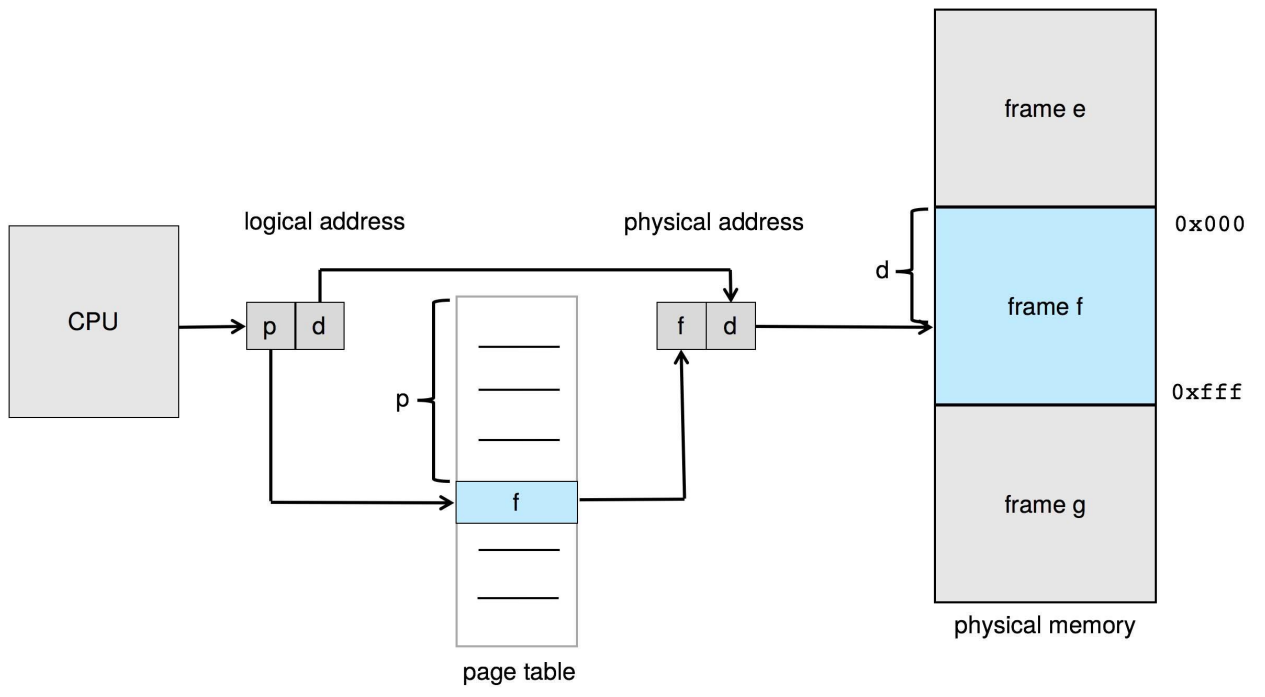 frame e
logical address
physical address
0x000
d
CPU
p d
f d
frame f
p
0xfff
f
frame g
physical memory
page table